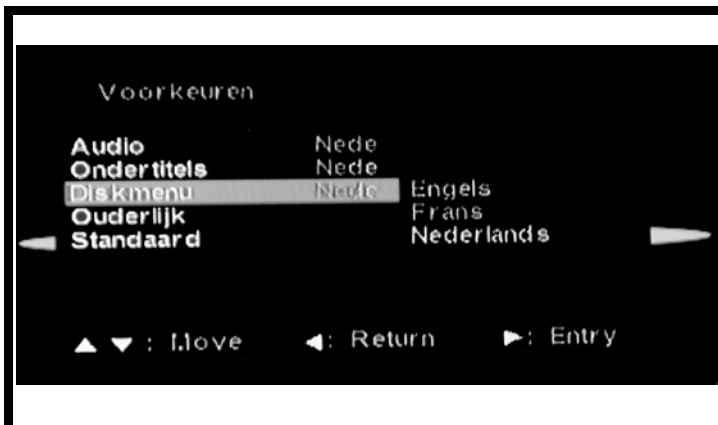 Voorkeuren
Audio Nede
Ondertitels Nede
Diskmenu Nede Engels
Ouderlijk Frans
Standaard Nederlands
▲ ▼ : Move ◀: Return ▶: Entry